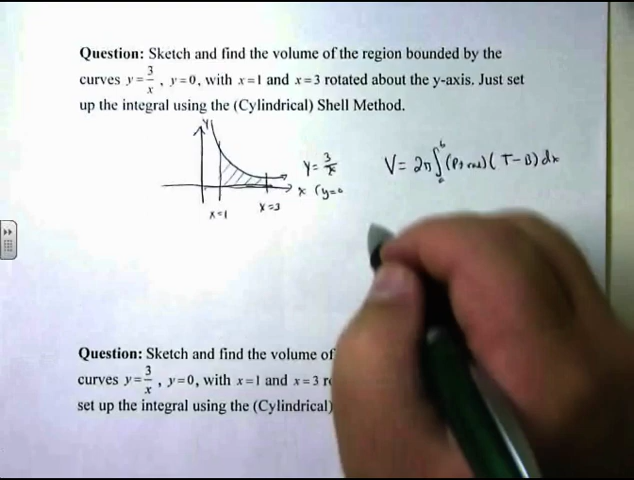 Question: Sketch and find the volume of the region bounded by the
curves y = 3/x , y = 0, with x = 1 and x = 3 rotated about the y-axis. Just set
up the integral using the (Cylindrical) Shell Method.
y
y = 3/x
x (y=0
x=1
x=3
V = 2π∫ (T-B) dx
Question: Sketch and find the volume of
curves y = 3/x , y = 0, with x = 1 and x = 3
set up the integral using the (Cylindrical)